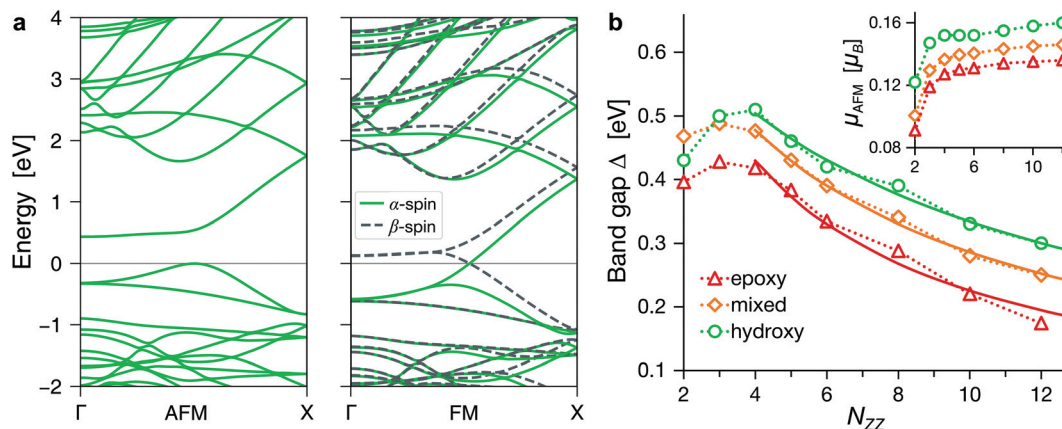 a
Energy [eV]
4
3
2
1
0
−1
−2
Γ
AFM
X
α-spin
β-spin
Γ
FM
X
b
Band gap Δ [eV]
0.6
0.5
0.4
0.3
0.2
0.1
2
4
6
8
10
12
N_ZZ
epoxy
mixed
hydroxy
μ_AFM [μ_B]
0.16
0.12
0.08
2
6
10